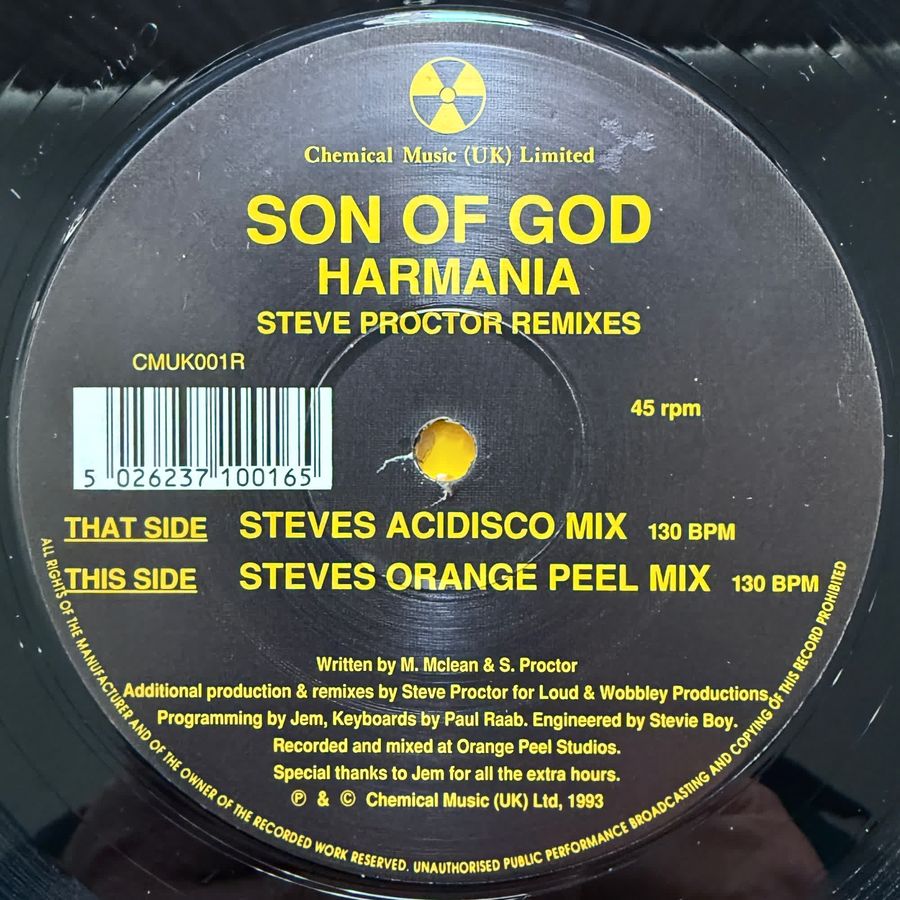 Chemical Music (UK) Limited
SON OF GOD
HARMANIA
STEVE PROCTOR REMIXES
CMUK001R
45 rpm
5 026237 100165
THAT SIDE STEVES ACIDISCO MIX 130 BPM
THIS SIDE STEVES ORANGE PEEL MIX 130 BPM
Written by M. Mclean & S. Proctor
Additional production & remixes by Steve Proctor for Loud & Wobbley Productions.
Programming by Jem, Keyboards by Paul Raab. Engineered by Stevie Boy.
Recorded and mixed at Orange Peel Studios.
Special thanks to Jem for all the extra hours.
℗ & © Chemical Music (UK) Ltd, 1993
ALL RIGHTS OF THE MANUFACTURER AND OF THE OWNER OF THE RECORDED WORK RESERVED. UNAUTHORISED PUBLIC PERFORMANCE BROADCASTING AND COPYING OF THIS RECORD PROHIBITED